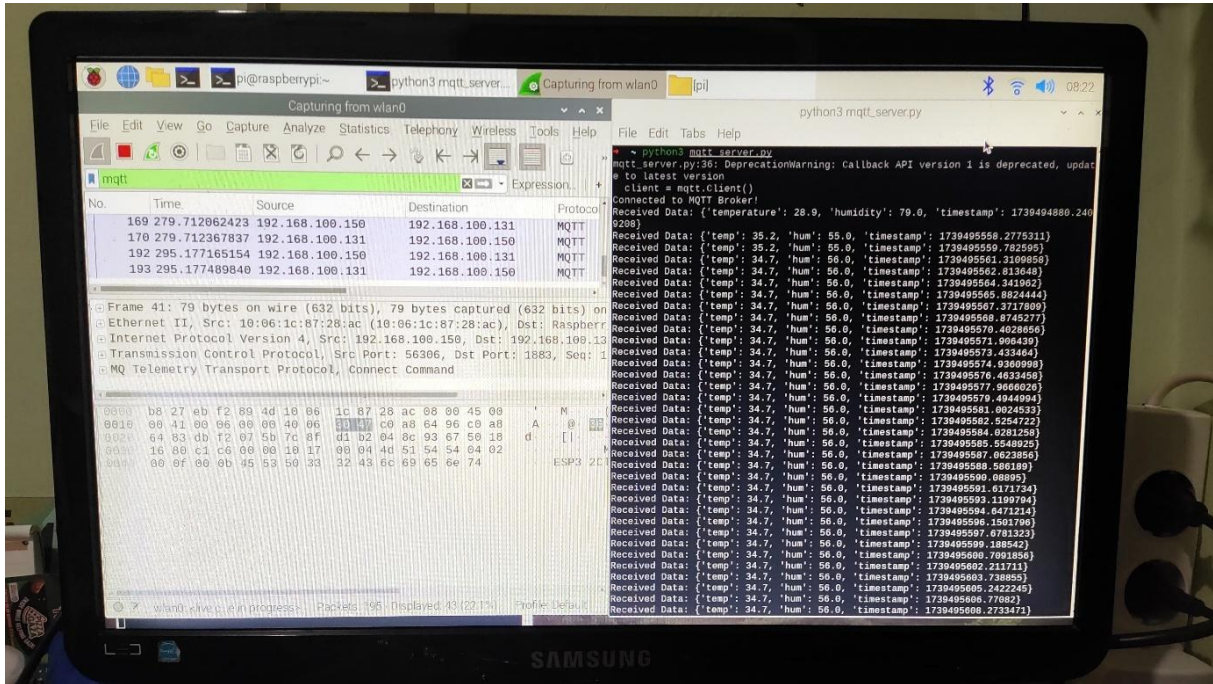 pi@raspberrypi:~ python3 mqtt_server... Capturing from wlan0 [pi] 08:22
Capturing from wlan0
File Edit View Go Capture Analyze Statistics Telephony Wireless Tools Help
mqtt Expression... +
No. Time Source Destination Protocol
169 279.712062423 192.168.100.150 192.168.100.131 MQTT
170 279.712367837 192.168.100.131 192.168.100.150 MQTT
192 295.177165154 192.168.100.150 192.168.100.131 MQTT
193 295.177489840 192.168.100.131 192.168.100.150 MQTT
Frame 41: 79 bytes on wire (632 bits), 79 bytes captured (632 bits) on
Ethernet II, Src: 10:06:1c:87:28:ac (10:06:1c:87:28:ac), Dst: Raspberr
Internet Protocol Version 4, Src: 192.168.100.150, Dst: 192.168.100.13
Transmission Control Protocol, Src Port: 56306, Dst Port: 1883, Seq: 1
MQ Telemetry Transport Protocol, Connect Command
0000 b8 27 eb f2 89 4d 10 06 1c 87 28 ac 08 00 45 00 ' M (
0010 00 41 00 06 00 00 40 06 c0 a8 64 96 c0 a8 A @
64 83 db f2 07 5b 7c 8f d1 b2 04 8c 93 67 50 18 d [|
16 80 c1 c6 00 00 10 17 00 04 4d 51 54 54 04 02
00 0f 00 0b 45 53 50 33 32 43 6c 69 65 6e 74
wlan0: <live progress> Packets: 195 · Displayed: 43 (22.1%) Profile: Default
python3 mqtt_server.py
File Edit Tabs Help
~ python3 mqtt_server.py
mqtt_server.py:36: DeprecationWarning: Callback API version 1 is deprecated, updat
e to latest version
client = mqtt.Client()
Connected to MQTT Broker!
Received Data: {'temperature': 28.9, 'humidity': 79.0, 'timestamp': 1739494880.240
9208}
Received Data: {'temp': 35.2, 'hum': 55.0, 'timestamp': 1739495558.2775311}
Received Data: {'temp': 35.2, 'hum': 55.0, 'timestamp': 1739495559.782595}
Received Data: {'temp': 34.7, 'hum': 56.0, 'timestamp': 1739495561.3109858}
Received Data: {'temp': 34.7, 'hum': 56.0, 'timestamp': 1739495562.813648}
Received Data: {'temp': 34.7, 'hum': 56.0, 'timestamp': 1739495564.341962}
Received Data: {'temp': 34.7, 'hum': 56.0, 'timestamp': 1739495565.8824444}
Received Data: {'temp': 34.7, 'hum': 56.0, 'timestamp': 1739495567.3717809}
Received Data: {'temp': 34.7, 'hum': 56.0, 'timestamp': 1739495568.8745277}
Received Data: {'temp': 34.7, 'hum': 56.0, 'timestamp': 1739495570.4028656}
Received Data: {'temp': 34.7, 'hum': 56.0, 'timestamp': 1739495571.906439}
Received Data: {'temp': 34.7, 'hum': 56.0, 'timestamp': 1739495573.433464}
Received Data: {'temp': 34.7, 'hum': 56.0, 'timestamp': 1739495574.9360998}
Received Data: {'temp': 34.7, 'hum': 56.0, 'timestamp': 1739495576.4633458}
Received Data: {'temp': 34.7, 'hum': 56.0, 'timestamp': 1739495577.9666026}
Received Data: {'temp': 34.7, 'hum': 56.0, 'timestamp': 1739495579.4944994}
Received Data: {'temp': 34.7, 'hum': 56.0, 'timestamp': 1739495581.0024533}
Received Data: {'temp': 34.7, 'hum': 56.0, 'timestamp': 1739495582.5254722}
Received Data: {'temp': 34.7, 'hum': 56.0, 'timestamp': 1739495584.0281258}
Received Data: {'temp': 34.7, 'hum': 56.0, 'timestamp': 1739495585.5548925}
Received Data: {'temp': 34.7, 'hum': 56.0, 'timestamp': 1739495587.0623856}
Received Data: {'temp': 34.7, 'hum': 56.0, 'timestamp': 1739495588.586189}
Received Data: {'temp': 34.7, 'hum': 56.0, 'timestamp': 1739495590.08895}
Received Data: {'temp': 34.7, 'hum': 56.0, 'timestamp': 1739495591.6171734}
Received Data: {'temp': 34.7, 'hum': 56.0, 'timestamp': 1739495593.1199794}
Received Data: {'temp': 34.7, 'hum': 56.0, 'timestamp': 1739495594.6471214}
Received Data: {'temp': 34.7, 'hum': 56.0, 'timestamp': 1739495596.1501796}
Received Data: {'temp': 34.7, 'hum': 56.0, 'timestamp': 1739495597.6781323}
Received Data: {'temp': 34.7, 'hum': 56.0, 'timestamp': 1739495599.188542}
Received Data: {'temp': 34.7, 'hum': 56.0, 'timestamp': 1739495600.7091856}
Received Data: {'temp': 34.7, 'hum': 56.0, 'timestamp': 1739495602.211711}
Received Data: {'temp': 34.7, 'hum': 56.0, 'timestamp': 1739495603.738855}
Received Data: {'temp': 34.7, 'hum': 56.0, 'timestamp': 1739495605.2422245}
Received Data: {'temp': 34.7, 'hum': 56.0, 'timestamp': 1739495606.77082}
Received Data: {'temp': 34.7, 'hum': 56.0, 'timestamp': 1739495608.2733471}
SAMSUNG